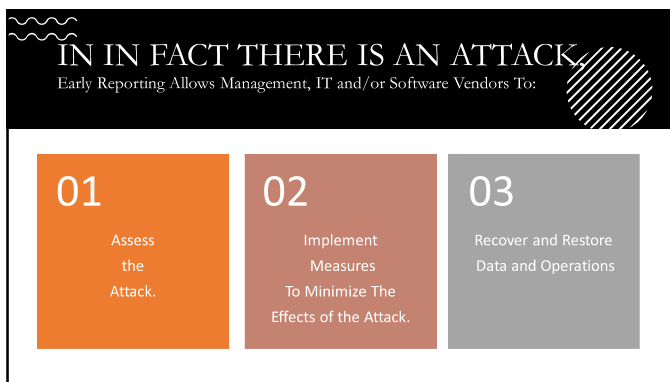 IN IN FACT THERE IS AN ATTACK.
Early Reporting Allows Management, IT and/or Software Vendors To:
01
Assess
the
Attack.
02
Implement
Measures
To Minimize The
Effects of the Attack.
03
Recover and Restore
Data and Operations